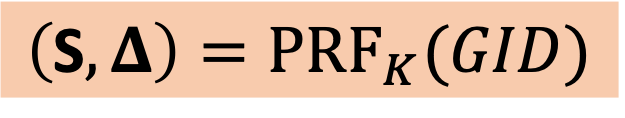 (S, Δ) = PRF_K(GID)